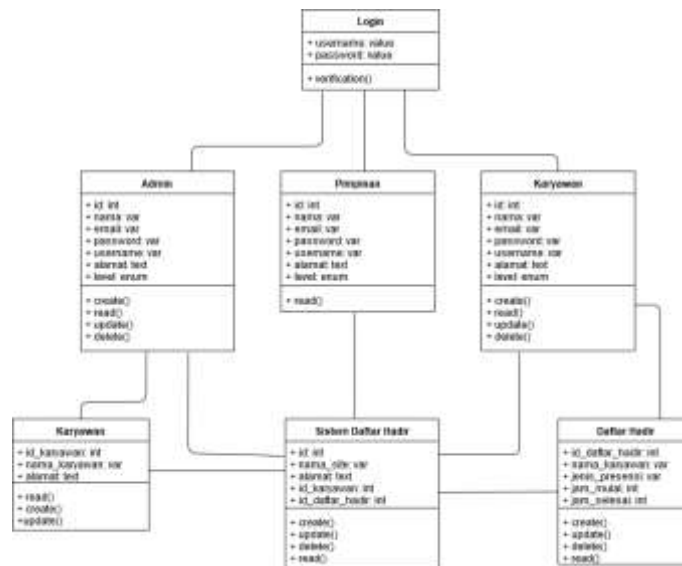 Login
+ username: value
+ password: value
+ verification()
Admin
+ id: int
+ nama: var
+ email: var
+ password: var
+ username: var
+ alamat: text
+ level: enum
+ create()
+ read()
+ update()
+ delete()
Pimpinan
+ id: int
+ nama: var
+ email: var
+ password: var
+ username: var
+ alamat: text
+ level: enum
+ read()
Karyawan
+ id: int
+ nama: var
+ email: var
+ password: var
+ username: var
+ alamat: text
+ level: enum
+ create()
+ read()
+ update()
+ delete()
Karyawan
+ id_karyawan: int
+ nama_karyawan: var
+ alamat: text
+ read()
+ create()
+update()
Sistem Daftar Hadir
+ id: int
+ nama_site: var
+ alamat: text
+ id_karyawan: int
+ id_daftar_hadir: int
+ create()
+ update()
+ delete()
+ read()
Daftar Hadir
+ id_daftar_hadir: int
+ nama_karyawan: var
+ jenis_presensi: var
+ jam_mulai: int
+ jam_selesai: int
+ create()
+ update()
+ delete()
+ read()